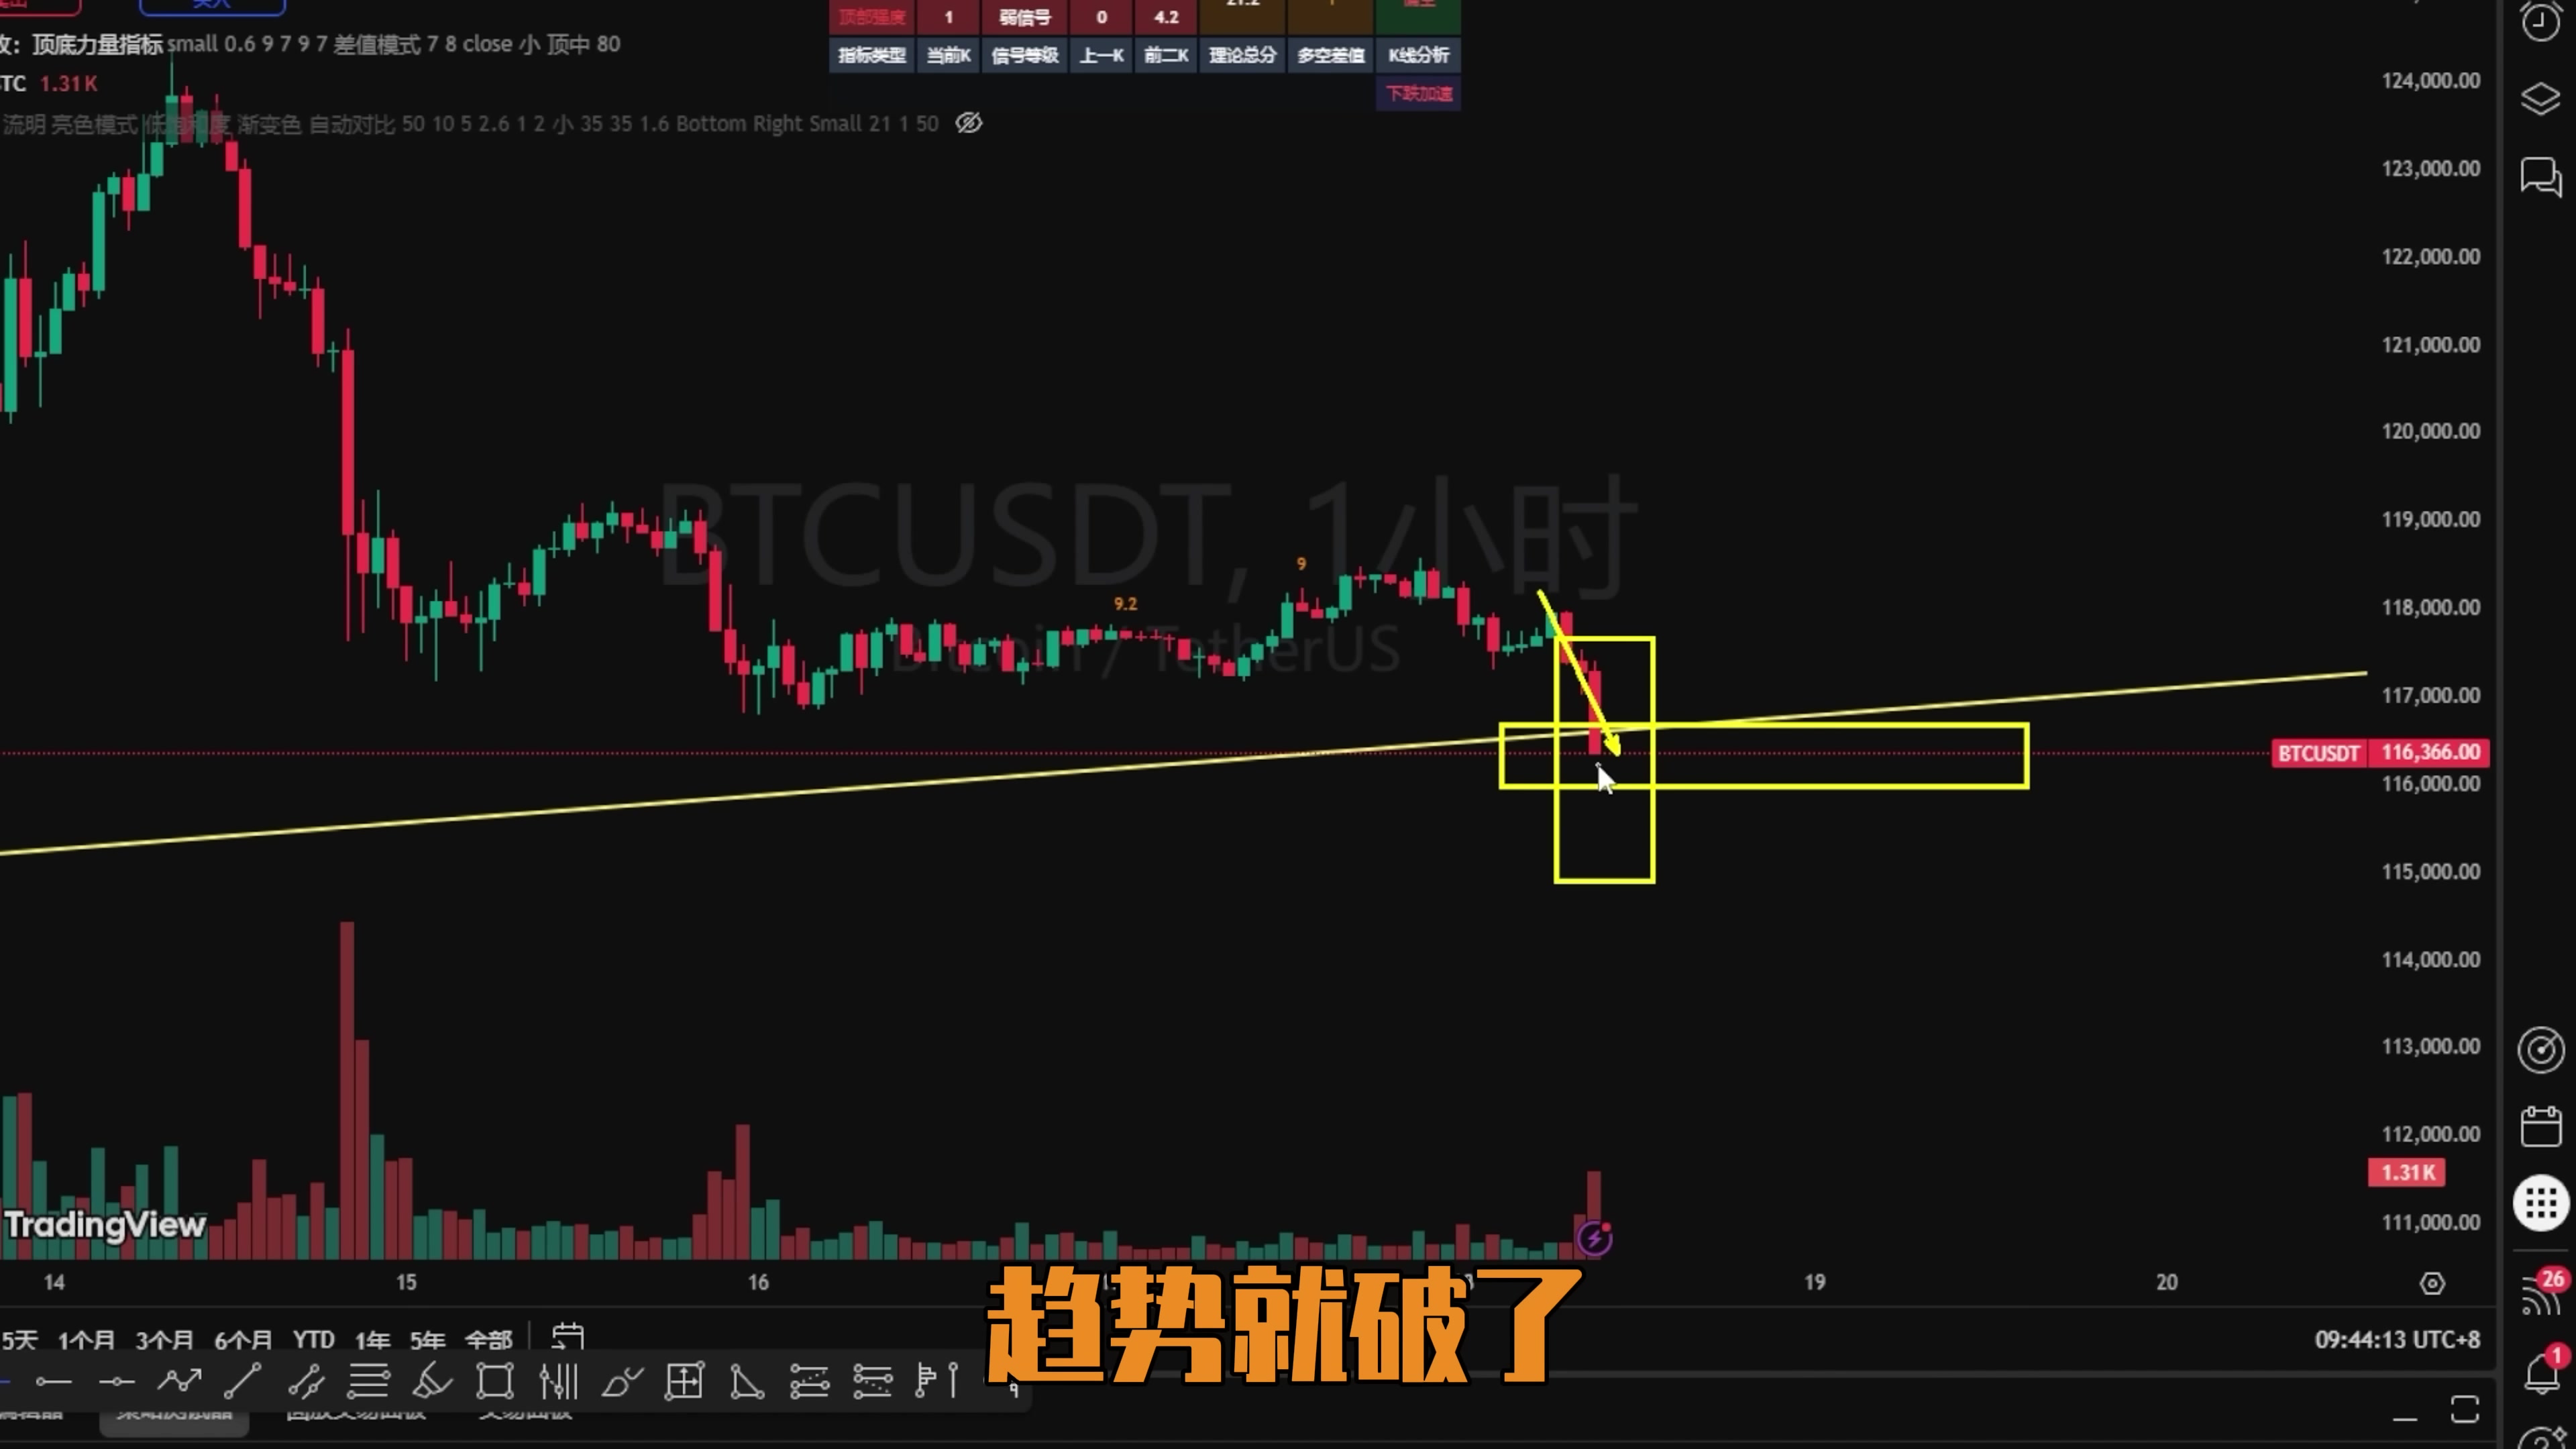 顶部强度 1 弱信号 0 4.2
顶底力量指标 small 0.6 9 7 9 7 差值模式 7 8 close 小 顶中 80
指标类型 当前K 信号等级 上一K 前二K 理论总分 多空差值 K线分析
TC 1.31K
下跌加速
流明 亮色模式 低饱和度 渐变色 自动对比 50 10 5 2.6 1 2 小 35 35 1.6 Bottom Right Small 21 1 50
124,000.00
123,000.00
122,000.00
121,000.00
120,000.00
119,000.00
BTCUSDT, 1小时
9
9.2
118,000.00
Bitcoin / TetherUS
117,000.00
BTCUSDT 116,366.00
116,000.00
115,000.00
114,000.00
113,000.00
112,000.00
1.31K
111,000.00
TradingView
14 15 16 19 20
26
趋势就破了
5天 1个月 3个月 6个月 YTD 1年 5年 全部
09:44:13 UTC+8
1